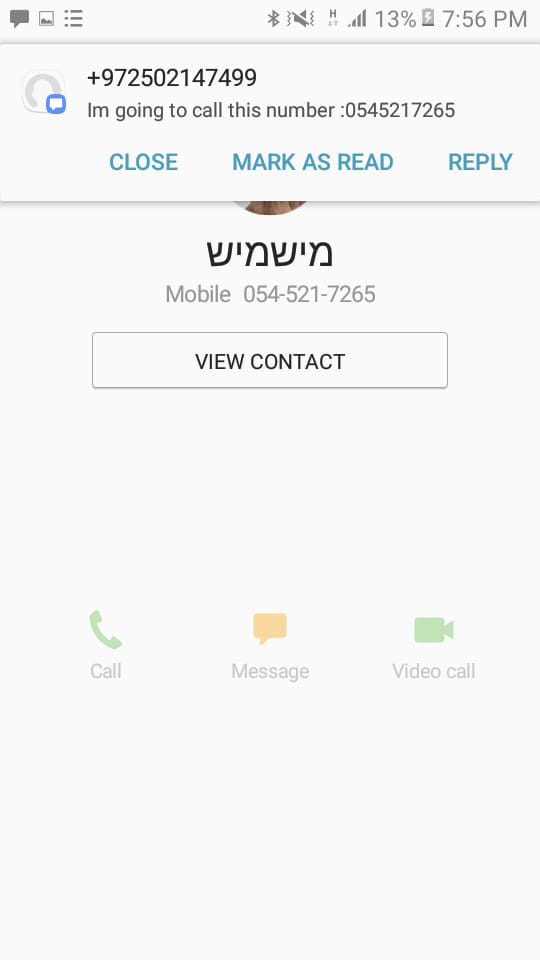 13% 7:56 PM
+972502147499
Im going to call this number :0545217265
CLOSE MARK AS READ REPLY
מישמיש
Mobile 054-521-7265
VIEW CONTACT
Call Message Video call